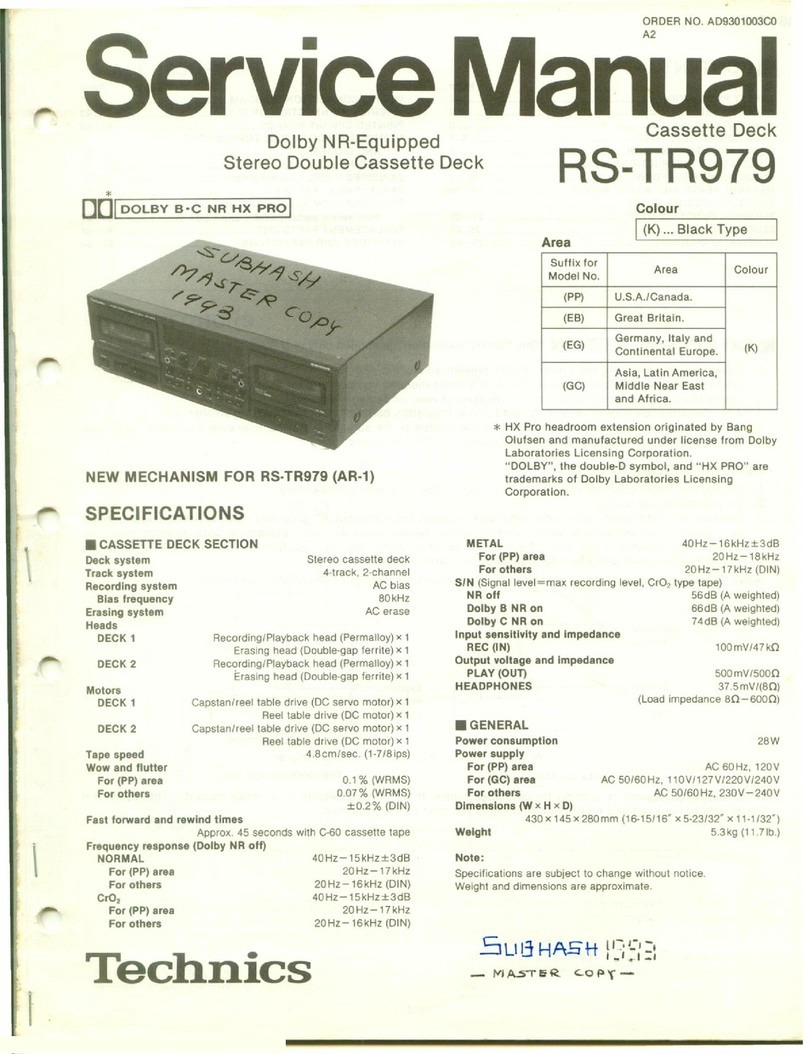 ORDER NO. AD9301003C0
A2
Service Manual
Cassette Deck
Dolby NR-Equipped
Stereo Double Cassette Deck
RS-TR979
*
DOLBY B·C NR HX PRO
Colour
(K) ... Black Type
Area
Suffix for Model No. Area Colour
(PP) U.S.A./Canada.
(EB) Great Britain.
(EG) Germany, Italy and Continental Europe.
(K)
(GC) Asia, Latin America, Middle Near East and Africa.
SUBHASH
MASTER COPY
1993
* HX Pro headroom extension originated by Bang
Olufsen and manufactured under license from Dolby
Laboratories Licensing Corporation.
"DOLBY", the double-D symbol, and "HX PRO" are
trademarks of Dolby Laboratories Licensing
Corporation.
NEW MECHANISM FOR RS-TR979 (AR-1)
SPECIFICATIONS
■ CASSETTE DECK SECTION
Deck system Stereo cassette deck
Track system 4-track, 2-channel
Recording system AC bias
Bias frequency 80kHz
Erasing system AC erase
Heads
DECK 1 Recording/Playback head (Permalloy)×1
Erasing head (Double-gap ferrite)×1
DECK 2 Recording/Playback head (Permalloy)×1
Erasing head (Double-gap ferrite)×1
Motors
DECK 1 Capstan/reel table drive (DC servo motor)×1
Reel table drive (DC motor)×1
DECK 2 Capstan/reel table drive (DC servo motor)×1
Reel table drive (DC motor)×1
Tape speed 4.8cm/sec. (1-7/8ips)
Wow and flutter
For (PP) area 0.1% (WRMS)
For others 0.07% (WRMS)
±0.2% (DIN)
Fast forward and rewind times
Approx. 45 seconds with C-60 cassette tape
Frequency response (Dolby NR off)
NORMAL 40Hz–15kHz±3dB
For (PP) area 20Hz–17kHz
For others 20Hz–16kHz (DIN)
CrO₂ 40Hz–15kHz±3dB
For (PP) area 20Hz–17kHz
For others 20Hz–16kHz (DIN)
METAL 40Hz–16kHz±3dB
For (PP) area 20Hz–18kHz
For others 20Hz–17kHz (DIN)
S/N (Signal level=max recording level, CrO₂ type tape)
NR off 56dB (A weighted)
Dolby B NR on 66dB (A weighted)
Dolby C NR on 74dB (A weighted)
Input sensitivity and impedance
REC (IN) 100mV/47kΩ
Output voltage and impedance
PLAY (OUT) 500mV/500Ω
HEADPHONES 37.5mV/(8Ω)
(Load impedance 8Ω–600Ω)
■ GENERAL
Power consumption 28W
Power supply
For (PP) area AC 60Hz, 120V
For (GC) area AC 50/60Hz, 110V/127V/220V/240V
For others AC 50/60Hz, 230V–240V
Dimensions (W×H×D)
430×145×280mm (16-15/16″×5-23/32″×11-1/32″)
Weight 5.3kg (11.7lb.)
Note:
Specifications are subject to change without notice.
Weight and dimensions are approximate.
Technics
SUBHASH 1993
— MASTER COPY —